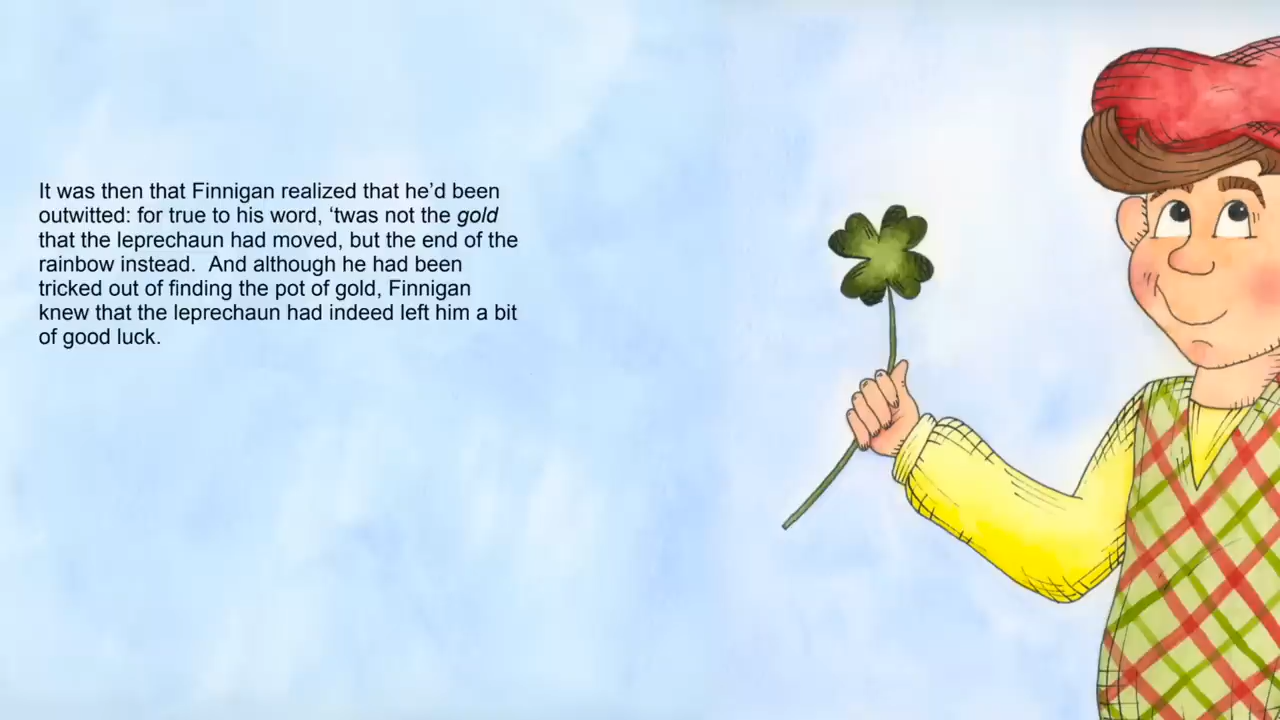 It was then that Finnigan realized that he’d been
outwitted: for true to his word, ‘twas not the gold
that the leprechaun had moved, but the end of the
rainbow instead.  And although he had been
tricked out of finding the pot of gold, Finnigan
knew that the leprechaun had indeed left him a bit
of good luck.